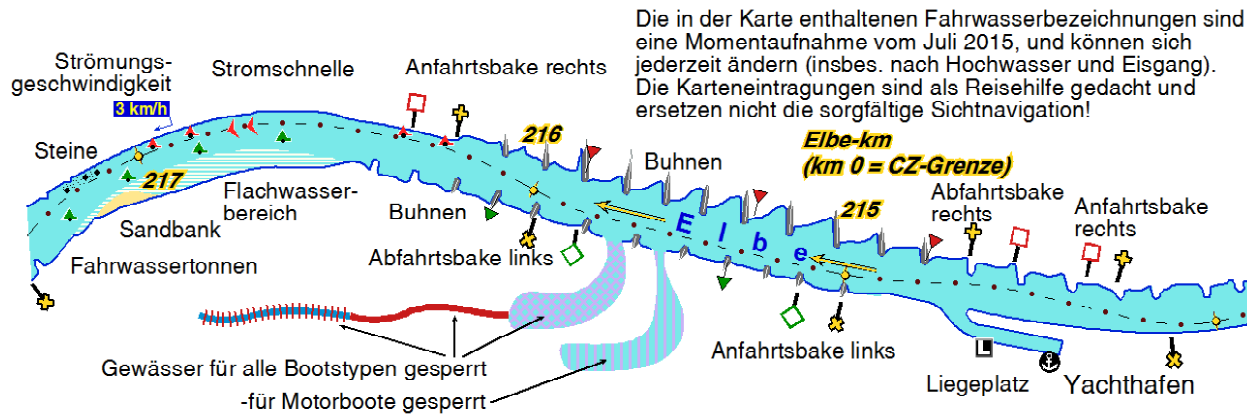 Die in der Karte enthaltenen Fahrwasserbezeichnungen sind
eine Momentaufnahme vom Juli 2015, und können sich
jederzeit ändern (insbes. nach Hochwasser und Eisgang).
Die Karteneintragungen sind als Reisehilfe gedacht und
ersetzen nicht die sorgfältige Sichtnavigation!
Strömungs-
geschwindigkeit
3 km/h
Stromschnelle
Anfahrtsbake rechts
216
Buhnen
Elbe-km
(km 0 = CZ-Grenze)
Steine
217
Flachwasser-
bereich
Sandbank
Fahrwassertonnen
Buhnen
Abfahrtsbake links
Elbe
215
Abfahrtsbake
rechts
Anfahrtsbake
rechts
Anfahrtsbake links
Gewässer für alle Bootstypen gesperrt
-für Motorboote gesperrt
Liegeplatz
Yachthafen